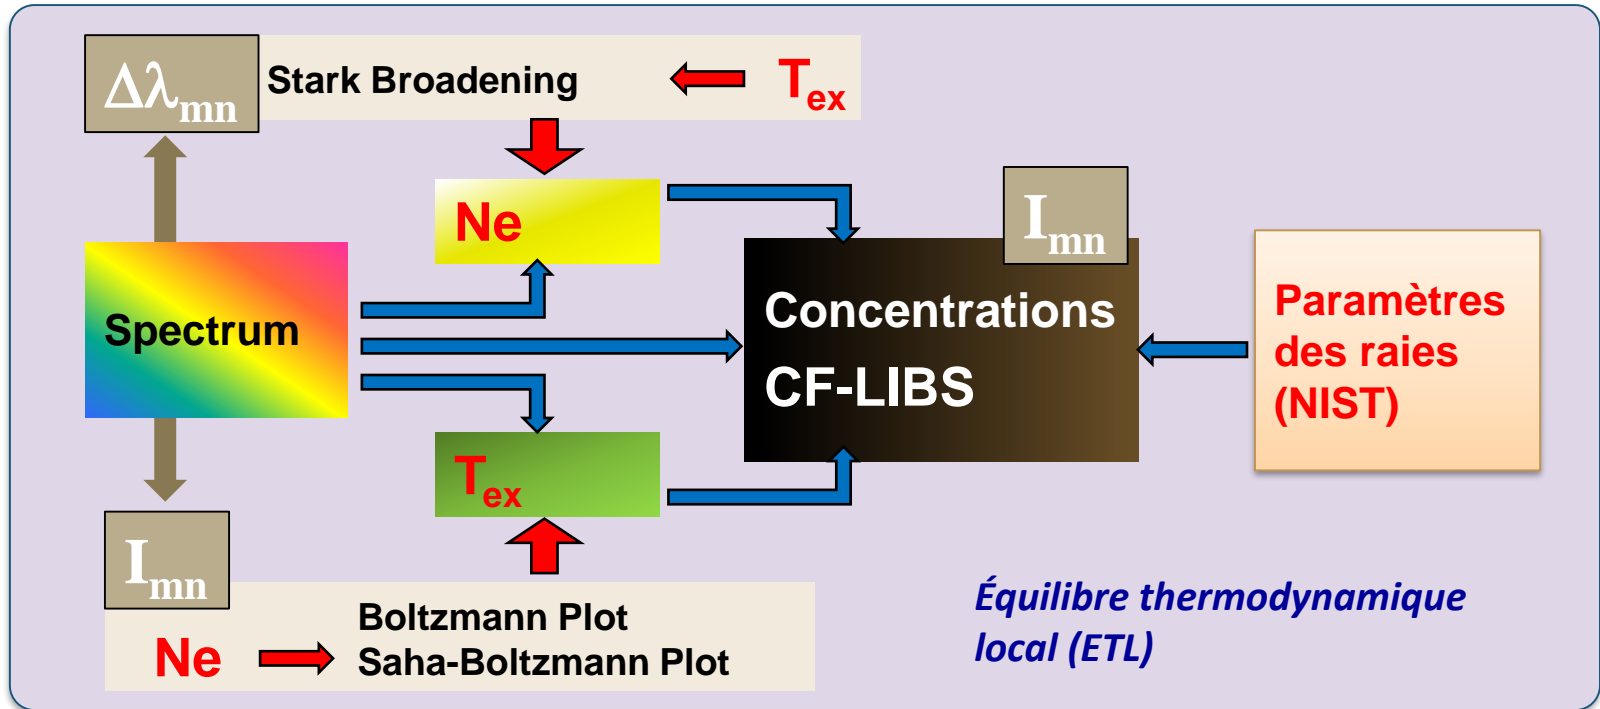 Δλmn
Stark Broadening
Tex
Ne
Imn
Spectrum
Concentrations
CF-LIBS
Paramètres
des raies
(NIST)
Tex
Imn
Ne
Boltzmann Plot
Saha-Boltzmann Plot
Équilibre thermodynamique
local (ETL)